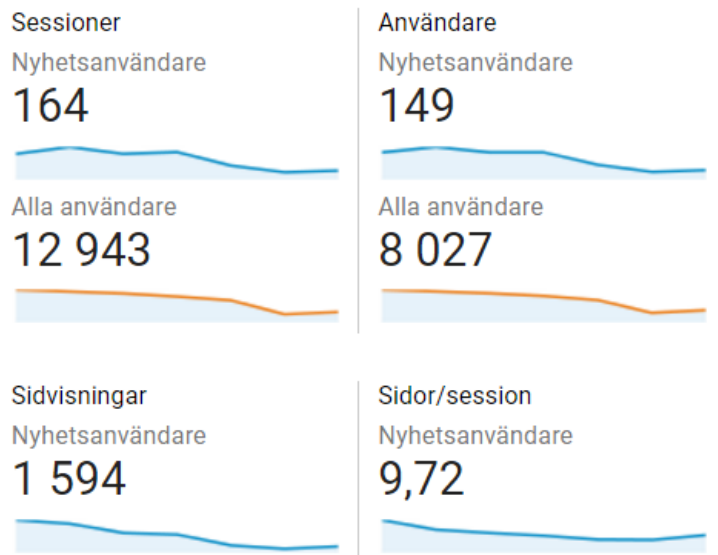 Sessioner
Nyhetsanvändare
164
Alla användare
12 943
Användare
Nyhetsanvändare
149
Alla användare
8 027
Sidvisningar
Nyhetsanvändare
1 594
Sidor/session
Nyhetsanvändare
9,72